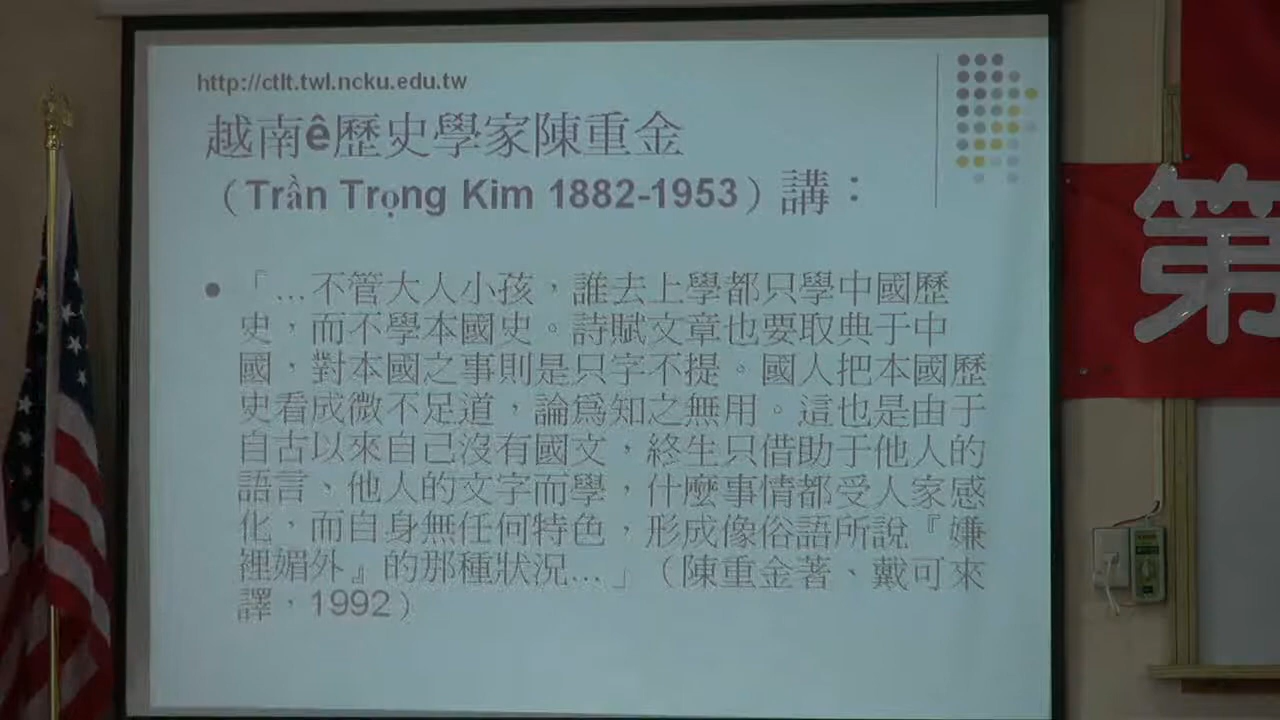 http://ctlt.twl.ncku.edu.tw
越南ê歷史學家陳重金
（Trần Trọng Kim 1882-1953）講：
「…不管大人小孩，誰去上學都只學中國歷
史，而不學本國史。詩賦文章也要取典于中
國，對本國之事則是只字不提。國人把本國歷
史看成微不足道，論爲知之無用。這也是由于
自古以來自己沒有國文，終生只借助于他人的
語言、他人的文字而學，什麼事情都受人家感
化，而自身無任何特色，形成像俗語所說『嫌
裡媚外』的那種狀況…」（陳重金著、戴可來
譯，1992）
第